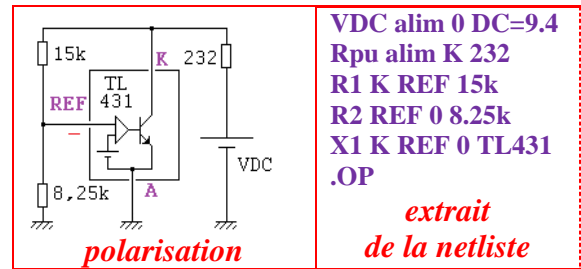 15k
K
232
TL
431
REF
−
VDC
8,25k
A
polarisation
VDC alim 0 DC=9.4
Rpu alim K 232
R1 K REF 15k
R2 REF 0 8.25k
X1 K REF 0 TL431
.OP
extrait
de la netliste